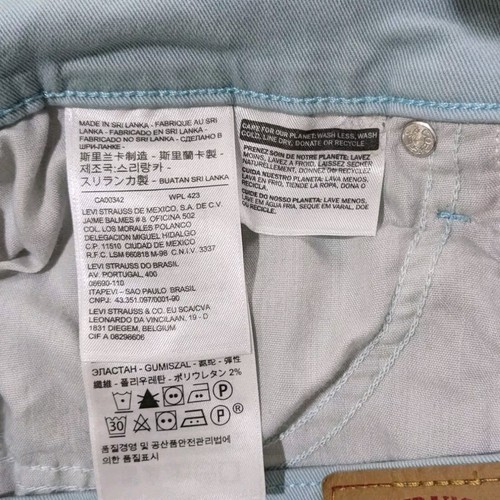 MADE IN SRI LANKA - FABRIQUE AU SRI
LANKA - FABRICADO EN SRI LANKA -
FABRICADO NO SRI LANKA - СДЕЛАНО В
ШРИ-ЛАНКЕ -
斯里兰卡制造 - 斯里蘭卡製 -
제조국:스리랑카 -
スリランカ製 - BUATAN SRI LANKA
CA00342 WPL 423
LEVI STRAUSS DE MEXICO, S.A. DE C.V.
JAIME BALMES # 8 OFICINA 502
COL. LOS MORALES POLANCO
DELEGACION MIGUEL HIDALGO
C.P. 11510 CIUDAD DE MEXICO
R.F.C. LSM 660818 M-98 C.N.I.V. 3337
LEVI STRAUSS DO BRASIL
AV. PORTUGAL, 400
06690-110
ITAPEVI – SAO PAULO BRASIL
CNPJ: 43.351.097/0001-90
LEVI STRAUSS & CO. EU SCA/CVA
LEONARDO DA VINCILAAN, 19 - D
1831 DIEGEM, BELGIUM
CIF A 08298606
CARE FOR OUR PLANET: WASH LESS, WASH
COLD, LINE DRY, DONATE OR RECYCLE
PRENEZ SOIN DE NOTRE PLANETE: LAVEZ
MOINS, LAVEZ A FROID, LAISSEZ SECHER
CUIDA NUESTRO PLANETA: LAVA MENOS,
LAVA EN FRIO, TIENDE LA ROPA, DONA O
CUIDE DO NOSSO PLANETA: LAVE MENOS,
LAVE EM AGUA FRIA, SEQUE EM VARAL, DOE
ЭЛАСТАН - GUMISZAL - 氨纶 - 彈性
纖維 - 폴리우레탄 - ポリウレタン 2%
P
30 P ®
품질경영 및 공산품안전관리법에
의한 품질표시